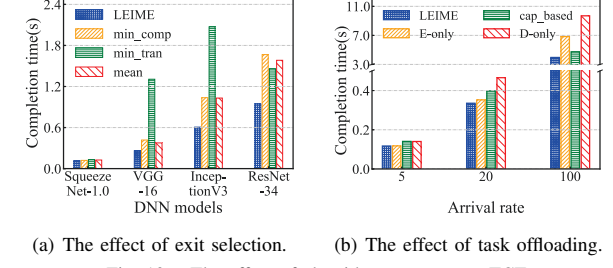 2.4
1.8
1.2
0.6
0.0
Completion time(s)
LEIME
min_comp
min_tran
mean
Squeeze
Net-1.0
VGG
-16
Incep-
tionV3
ResNet
-34
DNN models
11.0
7.0
3.0
0.4
0.2
0.0
Completion time(s)
LEIME
E-only
cap_based
D-only
5
20
100
Arrival rate
(a) The effect of exit selection.
(b) The effect of task offloading.